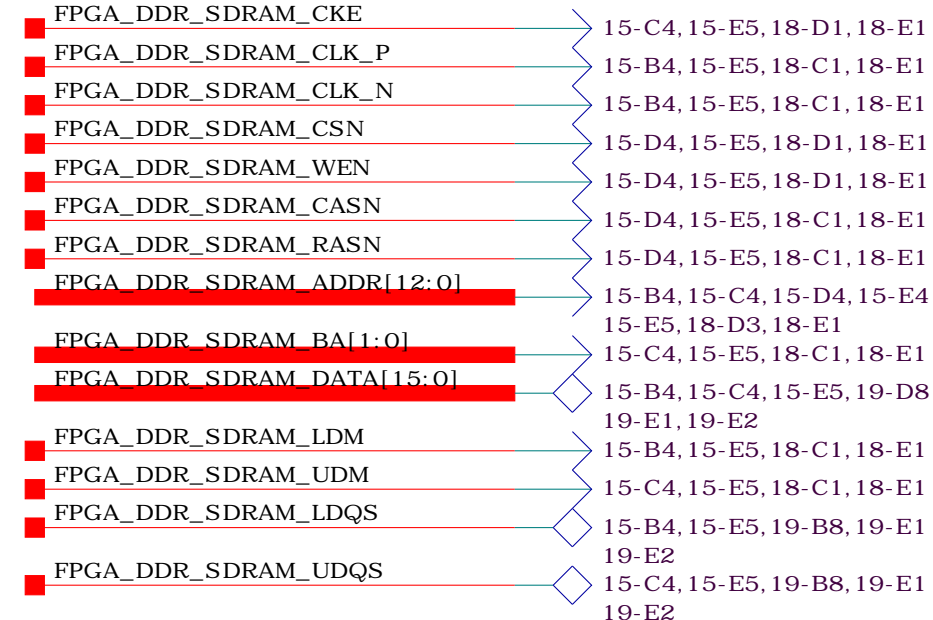 FPGA_DDR_SDRAM_CKE 15-C4,15-E5,18-D1,18-E1
FPGA_DDR_SDRAM_CLK_P 15-B4,15-E5,18-C1,18-E1
FPGA_DDR_SDRAM_CLK_N 15-B4,15-E5,18-C1,18-E1
FPGA_DDR_SDRAM_CSN 15-D4,15-E5,18-D1,18-E1
FPGA_DDR_SDRAM_WEN 15-D4,15-E5,18-D1,18-E1
FPGA_DDR_SDRAM_CASN 15-D4,15-E5,18-C1,18-E1
FPGA_DDR_SDRAM_RASN 15-D4,15-E5,18-C1,18-E1
FPGA_DDR_SDRAM_ADDR[12:0] 15-B4,15-C4,15-D4,15-E4
15-E5,18-D3,18-E1
FPGA_DDR_SDRAM_BA[1:0] 15-C4,15-E5,18-C1,18-E1
FPGA_DDR_SDRAM_DATA[15:0] 15-B4,15-C4,15-E5,19-D8
19-E1,19-E2
FPGA_DDR_SDRAM_LDM 15-B4,15-E5,18-C1,18-E1
FPGA_DDR_SDRAM_UDM 15-C4,15-E5,18-C1,18-E1
FPGA_DDR_SDRAM_LDQS 15-B4,15-E5,19-B8,19-E1
19-E2
FPGA_DDR_SDRAM_UDQS 15-C4,15-E5,19-B8,19-E1
19-E2